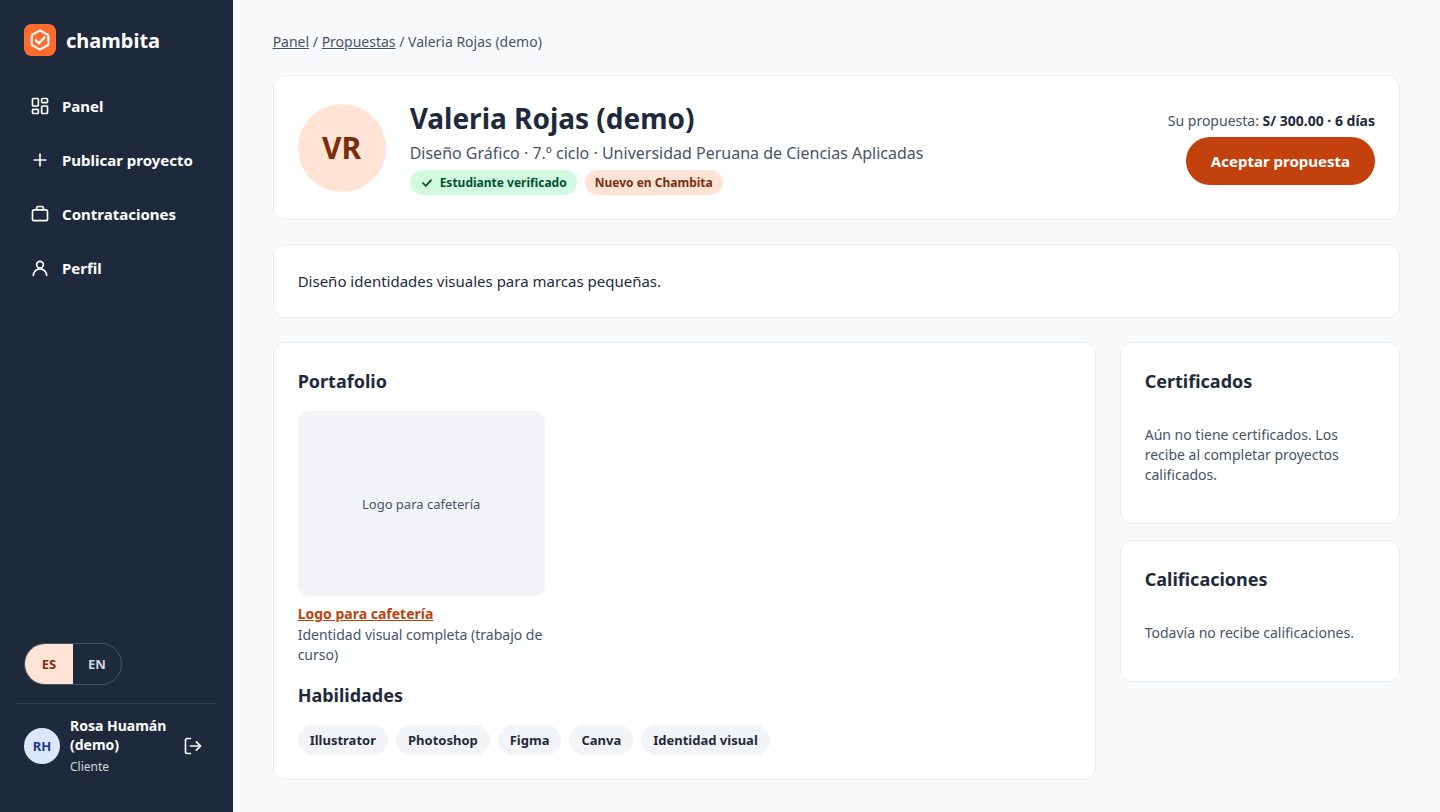 chambita
Panel
Publicar proyecto
Contrataciones
Perfil
ES
EN
RH
Rosa Huamán
(demo)
Cliente
Panel / Propuestas / Valeria Rojas (demo)
VR
Valeria Rojas (demo)
Diseño Gráfico · 7.º ciclo · Universidad Peruana de Ciencias Aplicadas
Estudiante verificado
Nuevo en Chambita
Su propuesta: S/ 300.00 · 6 días
Aceptar propuesta
Diseño identidades visuales para marcas pequeñas.
Portafolio
Logo para cafetería
Logo para cafetería
Identidad visual completa (trabajo de
curso)
Habilidades
Illustrator
Photoshop
Figma
Canva
Identidad visual
Certificados
Aún no tiene certificados. Los
recibe al completar proyectos
calificados.
Calificaciones
Todavía no recibe calificaciones.